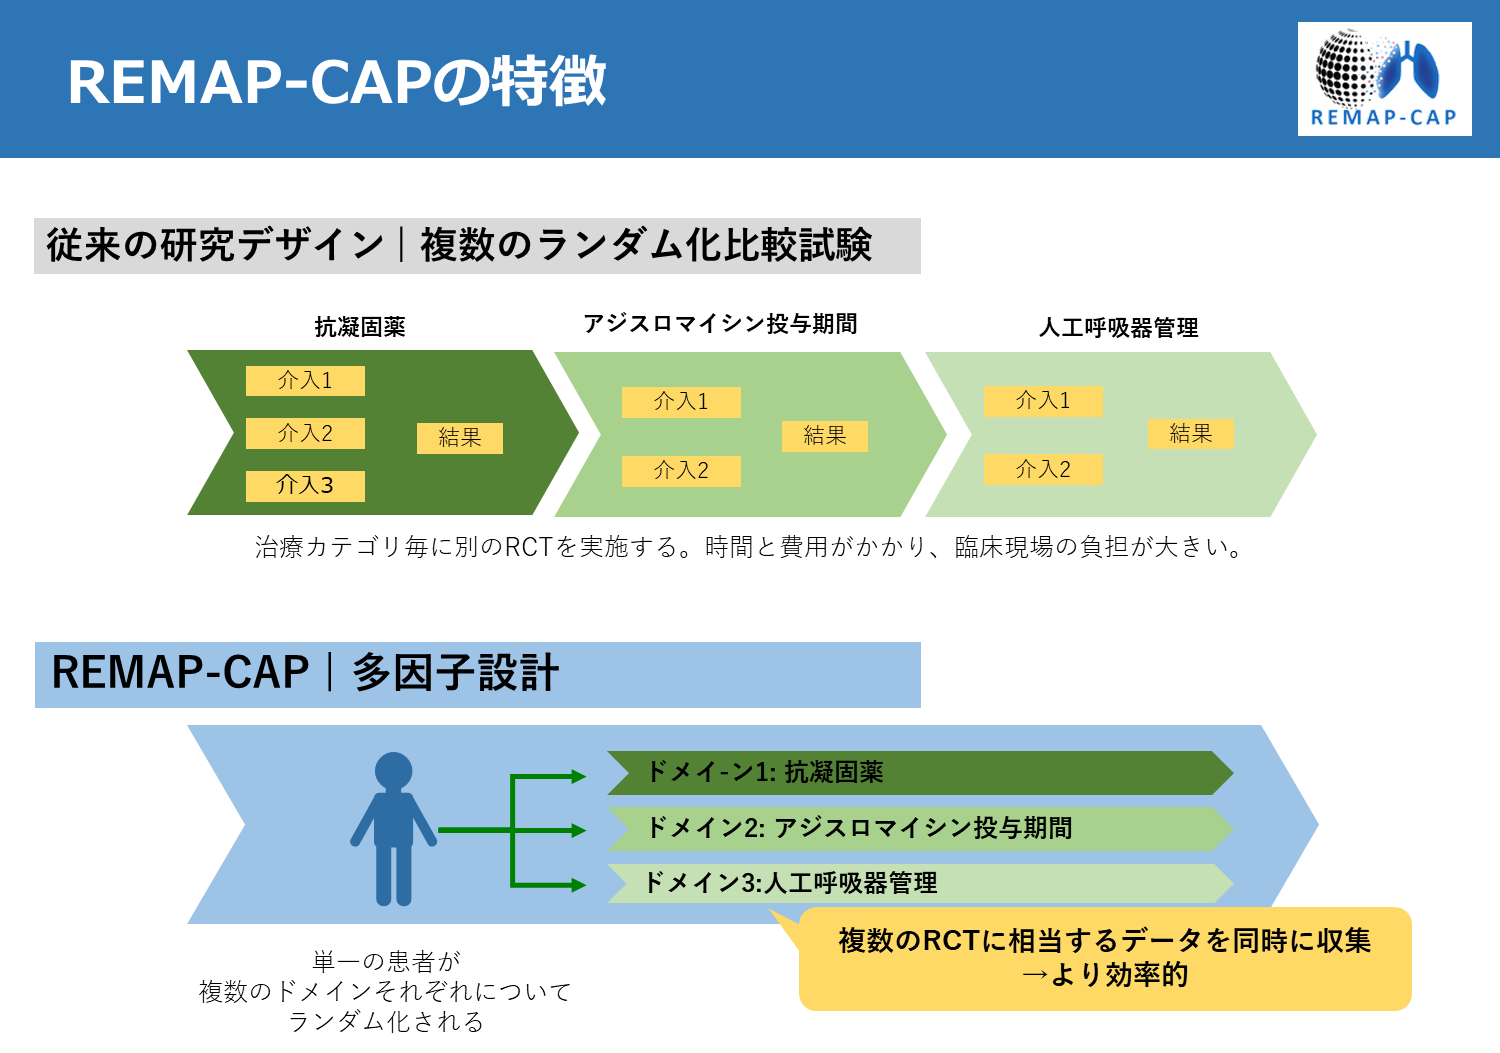 REMAP-CAPの特徴
REMAP-CAP
従来の研究デザイン｜複数のランダム化比較試験
抗凝固薬
アジスロマイシン投与期間
人工呼吸器管理
介入1
介入2
介入3
結果
介入1
介入2
結果
介入1
介入2
結果
治療カテゴリ毎に別のRCTを実施する。時間と費用がかかり、臨床現場の負担が大きい。
REMAP-CAP｜多因子設計
ドメイ-ン1: 抗凝固薬
ドメイン2: アジスロマイシン投与期間
ドメイン3:人工呼吸器管理
複数のRCTに相当するデータを同時に収集
→より効率的
単一の患者が
複数のドメインそれぞれについて
ランダム化される